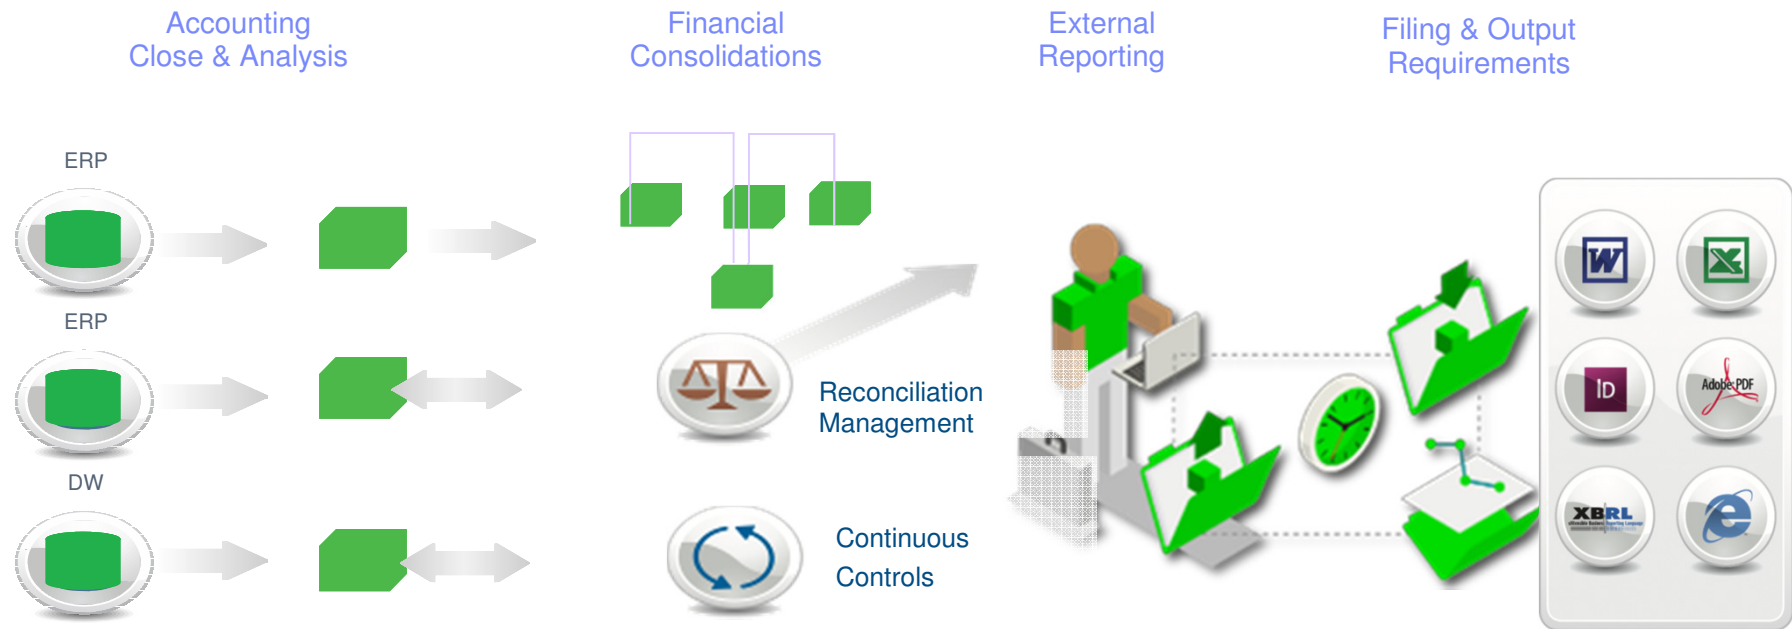 Accounting
Close & Analysis
Financial
Consolidations
External
Reporting
Filing & Output
Requirements
ERP
ERP
DW
Reconciliation
Management
Continuous
Controls
W
X
ID
Adobe PDF
XBRL
e